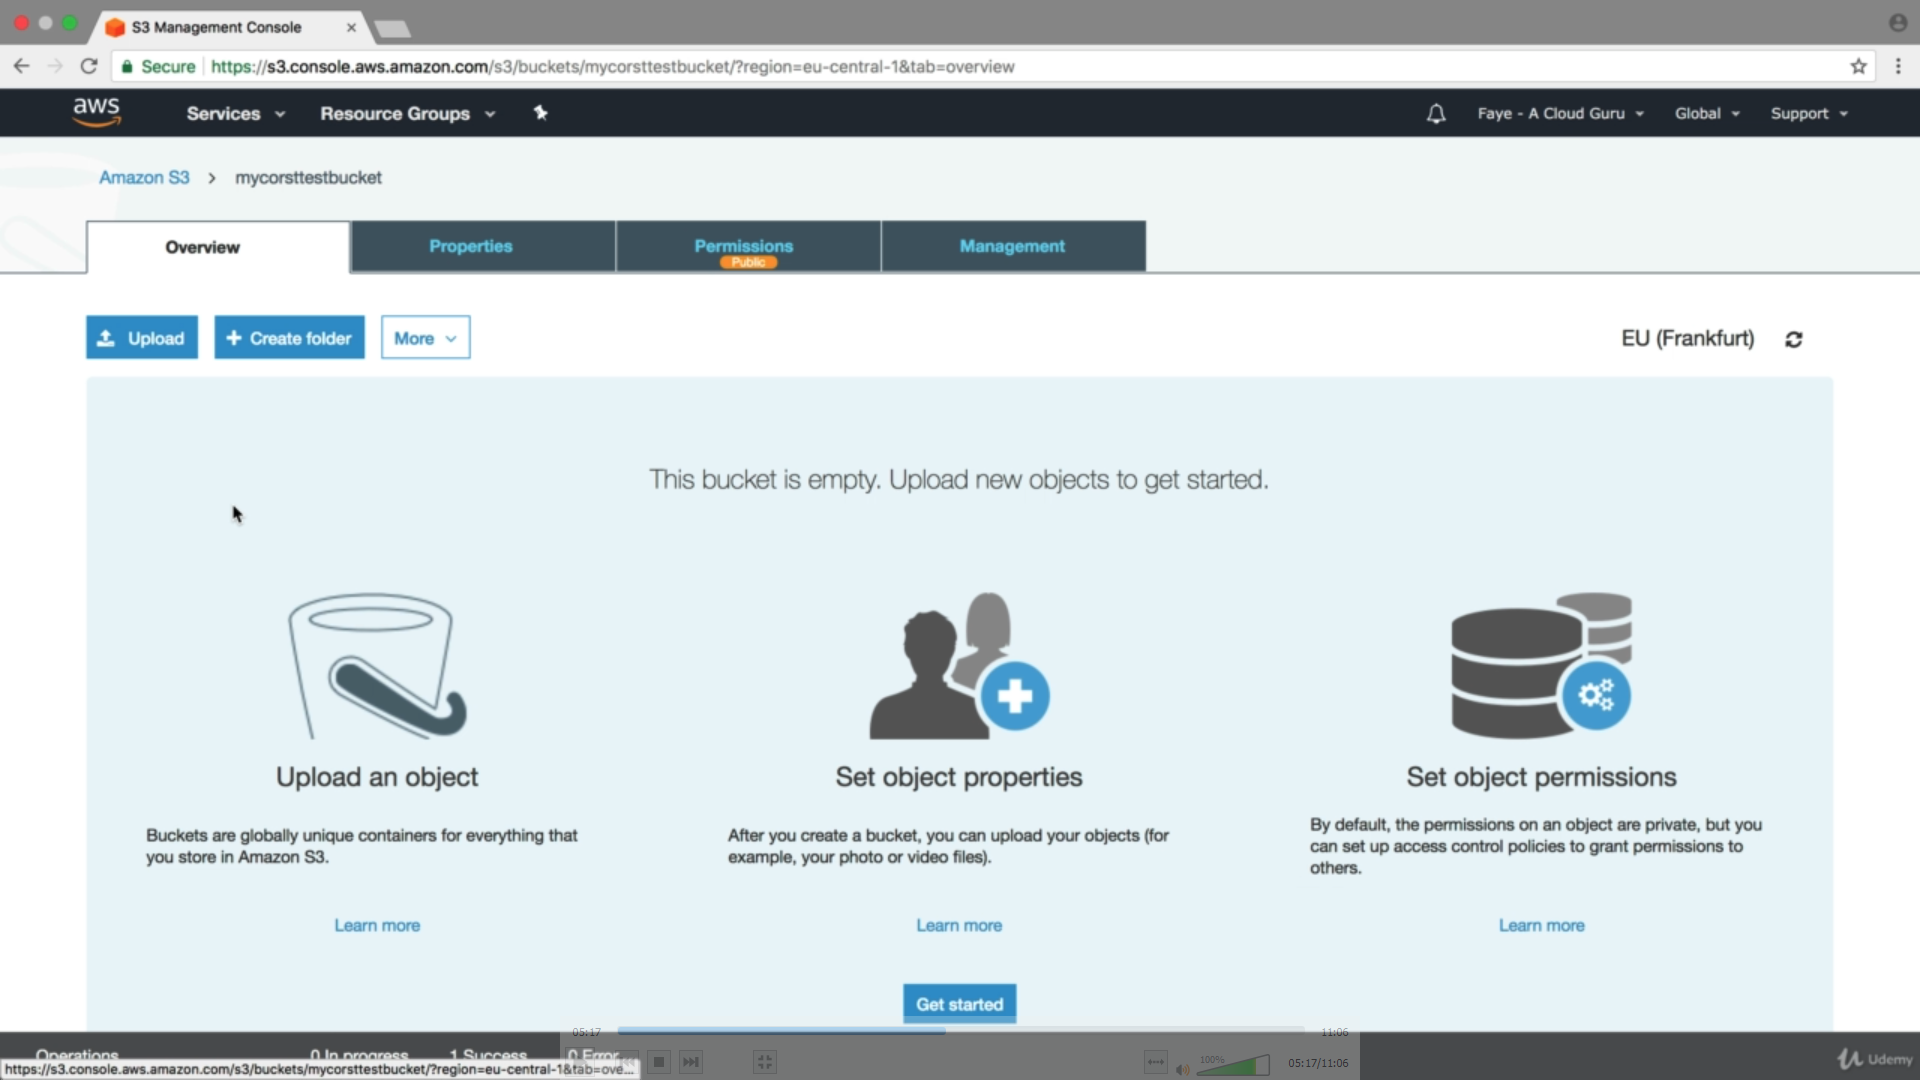 S3 Management Console
Secure https://s3.console.aws.amazon.com/s3/buckets/mycorsttestbucket/?region=eu-central-1&tab=overview
aws Services Resource Groups Faye - A Cloud Guru Global Support
Amazon S3 > mycorsttestbucket
Overview Properties Permissions Management
Public
Upload + Create folder More EU (Frankfurt)
This bucket is empty. Upload new objects to get started.
Upload an object
Buckets are globally unique containers for everything that
you store in Amazon S3.
Learn more
Set object properties
After you create a bucket, you can upload your objects (for
example, your photo or video files).
Learn more
Set object permissions
By default, the permissions on an object are private, but you
can set up access control policies to grant permissions to
others.
Learn more
Get started
05:17 11:06
Operations 0 In progress 1 Success 0 Error
100% 05:17/11:06
https://s3.console.aws.amazon.com/s3/buckets/mycorsttestbucket/?region=eu-central-1&tab=ove...
Udemy